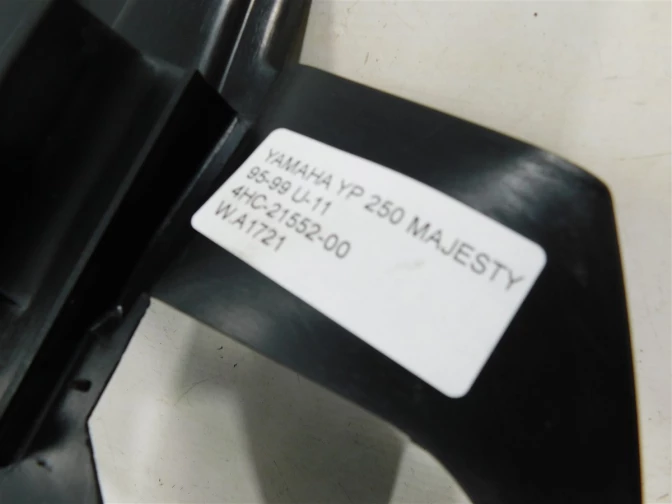 YAMAHA YP 250 MAJESTY
95-99 U-11
4HC-21552-00
W.A1721